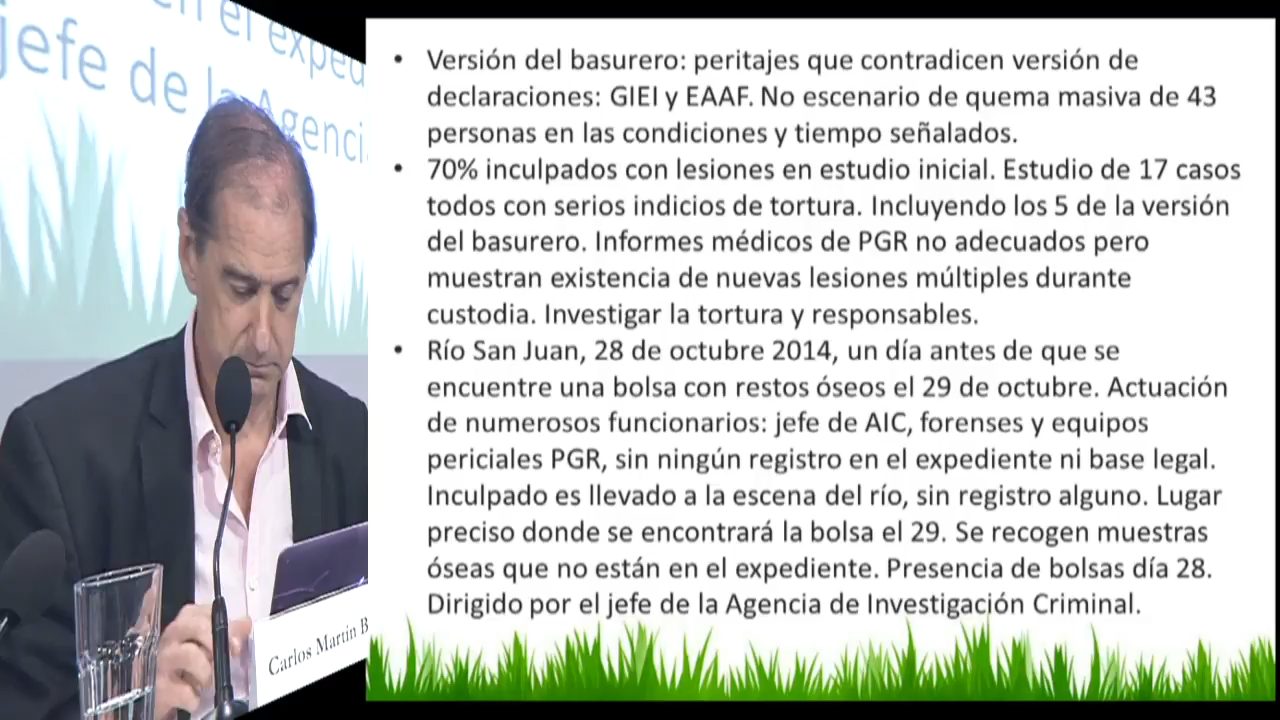 en el exped
jefe de la Agenci
Carlos Martin B
• Versión del basurero: peritajes que contradicen versión de
declaraciones: GIEI y EAAF. No escenario de quema masiva de 43
personas en las condiciones y tiempo señalados.
• 70% inculpados con lesiones en estudio inicial. Estudio de 17 casos
todos con serios indicios de tortura. Incluyendo los 5 de la versión
del basurero. Informes médicos de PGR no adecuados pero
muestran existencia de nuevas lesiones múltiples durante
custodia. Investigar la tortura y responsables.
• Río San Juan, 28 de octubre 2014, un día antes de que se
encuentre una bolsa con restos óseos el 29 de octubre. Actuación
de numerosos funcionarios: jefe de AIC, forenses y equipos
periciales PGR, sin ningún registro en el expediente ni base legal.
Inculpado es llevado a la escena del río, sin registro alguno. Lugar
preciso donde se encontrará la bolsa el 29. Se recogen muestras
óseas que no están en el expediente. Presencia de bolsas día 28.
Dirigido por el jefe de la Agencia de Investigación Criminal.